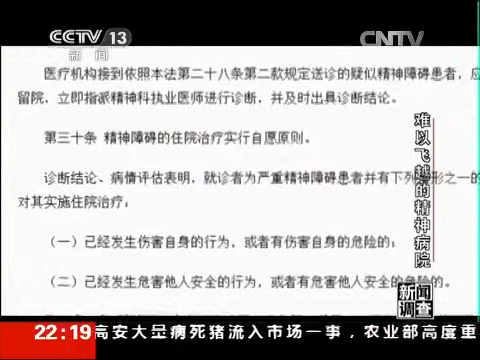 CCTV 13
新闻
CNTV
医疗机构接到依照本法第二十八条第二款规定送诊的疑似精神障碍患者，应
留院，立即指派精神科执业医师进行诊断，并及时出具诊断结论。
第三十条 精神障碍的住院治疗实行自愿原则。
诊断结论、病情评估表明，就诊者为严重精神障碍患者并有下列情形之一的
对其实施住院治疗：
（一）已经发生伤害自身的行为，或者有伤害自身的危险的；
（二）已经发生危害他人安全的行为，或者有危害他人安全的危险的。
难以飞越的精神病院
新闻
调查
22:19 高安大量病死猪流入市场一事，农业部高度重